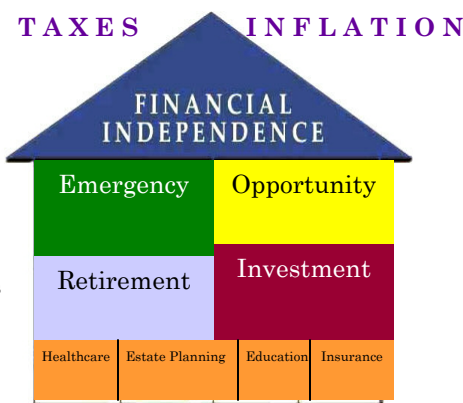 TAXES INFLATION
FINANCIAL
INDEPENDENCE
Emergency Opportunity
Retirement Investment
Healthcare Estate Planning Education Insurance